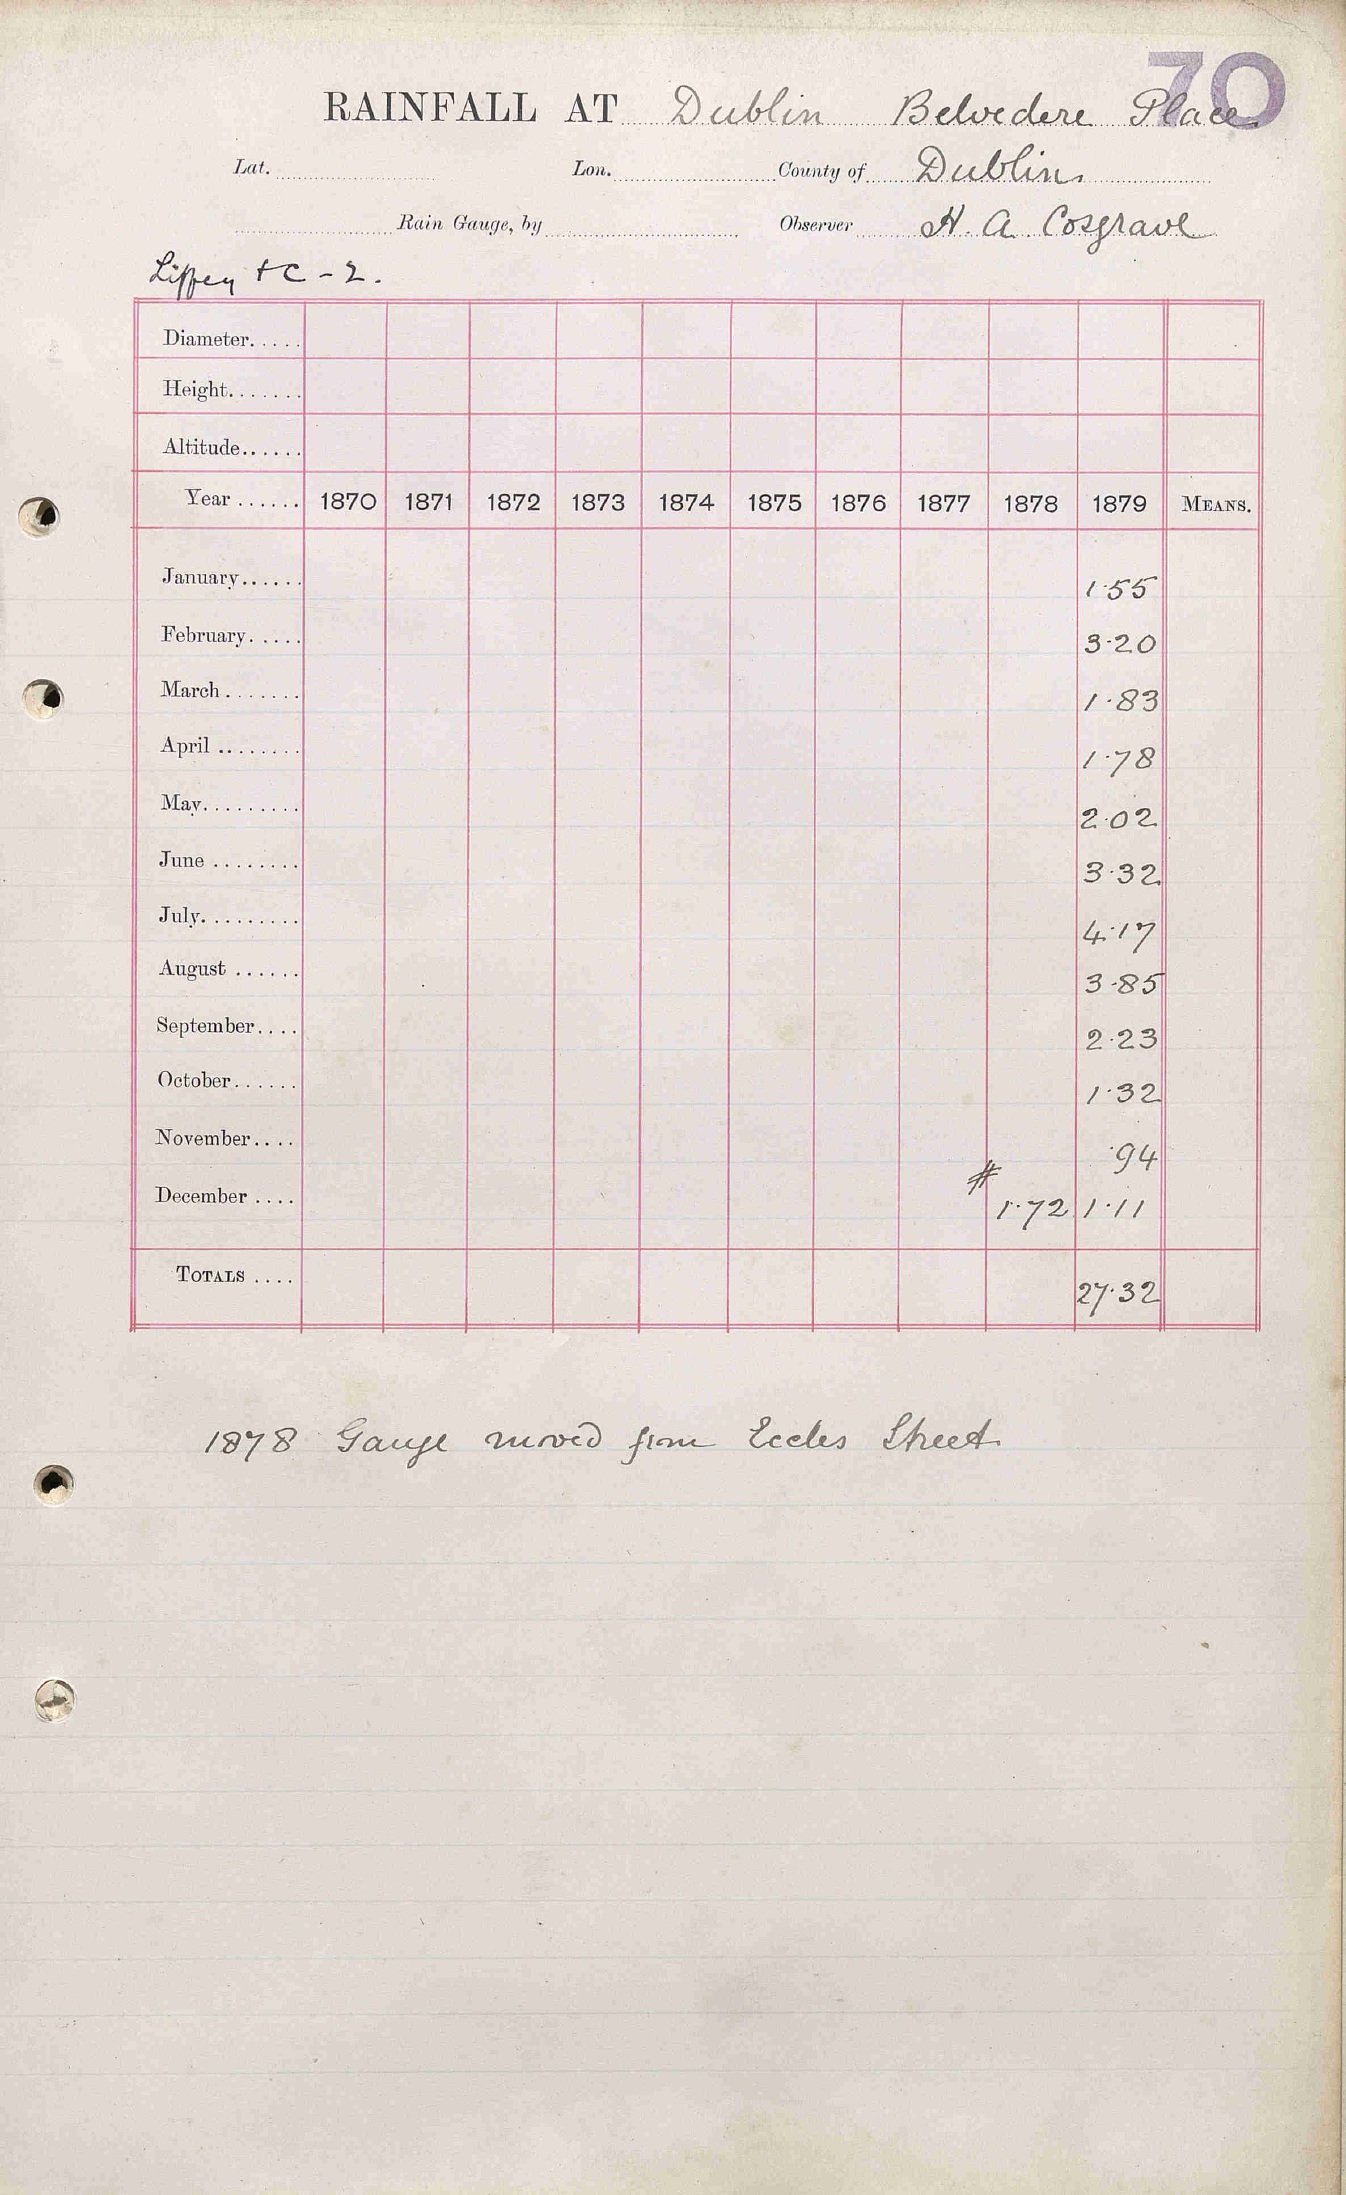 70
RAINFALL AT Dublin Belvedere Place
Lat. Lon. County of Dublin
Rain Gauge, by Observer H. A. Cosgrave
Liffey + C - 2.
Diameter.....
Height.......
Altitude......
Year ...... 1870 1871 1872 1873 1874 1875 1876 1877 1878 1879 MEANS.
January...... 1.55
February..... 3.20
March ....... 1.83
April ........ 1.78
May......... 2.02
June ........ 3.32
July......... 4.17
August ...... 3.85
September.... 2.23
October...... 1.32
November.... .94
December .... # 1.72 1.11
TOTALS .... 27.32
1878 Gauge moved from Eccles Street